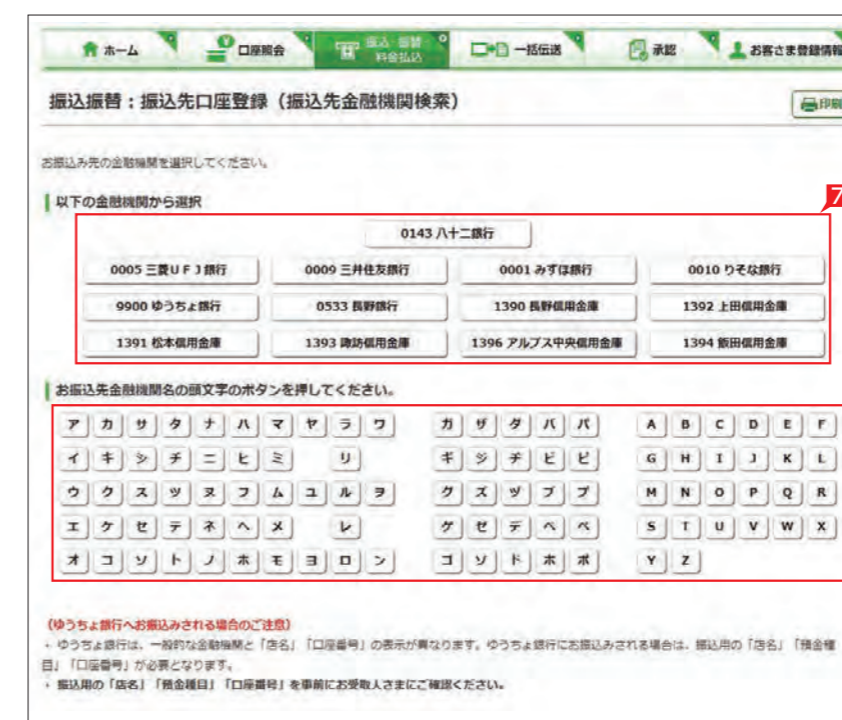 ホーム 口座照会 振込 振替 料金払込 一括伝送 承認 お客さま登録情報
振込振替：振込先口座登録（振込先金融機関検索）
印刷
お振込み先の金融機関を選択してください。
以下の金融機関から選択
7
0143 八十二銀行
0005 三菱ＵＦＪ銀行 0009 三井住友銀行 0001 みずほ銀行 0010 りそな銀行
9900 ゆうちょ銀行 0533 長野銀行 1390 長野信用金庫 1392 上田信用金庫
1391 松本信用金庫 1393 諏訪信用金庫 1396 アルプス中央信用金庫 1394 飯田信用金庫
お振込先金融機関名の頭文字のボタンを押してください。
ア カ サ タ ナ ハ マ ヤ ラ ワ ガ ザ ダ バ パ A B C D E F
イ キ シ チ ニ ヒ ミ リ ギ ジ ヂ ビ ピ G H I J K L
ウ ク ス ツ ヌ フ ム ユ ル ヲ グ ズ ヅ ブ プ M N O P Q R
エ ケ セ テ ネ ヘ メ レ ゲ ゼ デ ベ ペ S T U V W X
オ コ ソ ト ノ ホ モ ヨ ロ ン ゴ ゾ ド ボ ポ Y Z
(ゆうちょ銀行へお振込みされる場合のご注意)
・ゆうちょ銀行は、一般的な金融機関と「店名」「口座番号」の表示が異なります。ゆうちょ銀行にお振込みされる場合は、振込用の「店名」「預金種
目」「口座番号」が必要となります。
・振込用の「店名」「預金種目」「口座番号」を事前にお受取人さまにご確認ください。